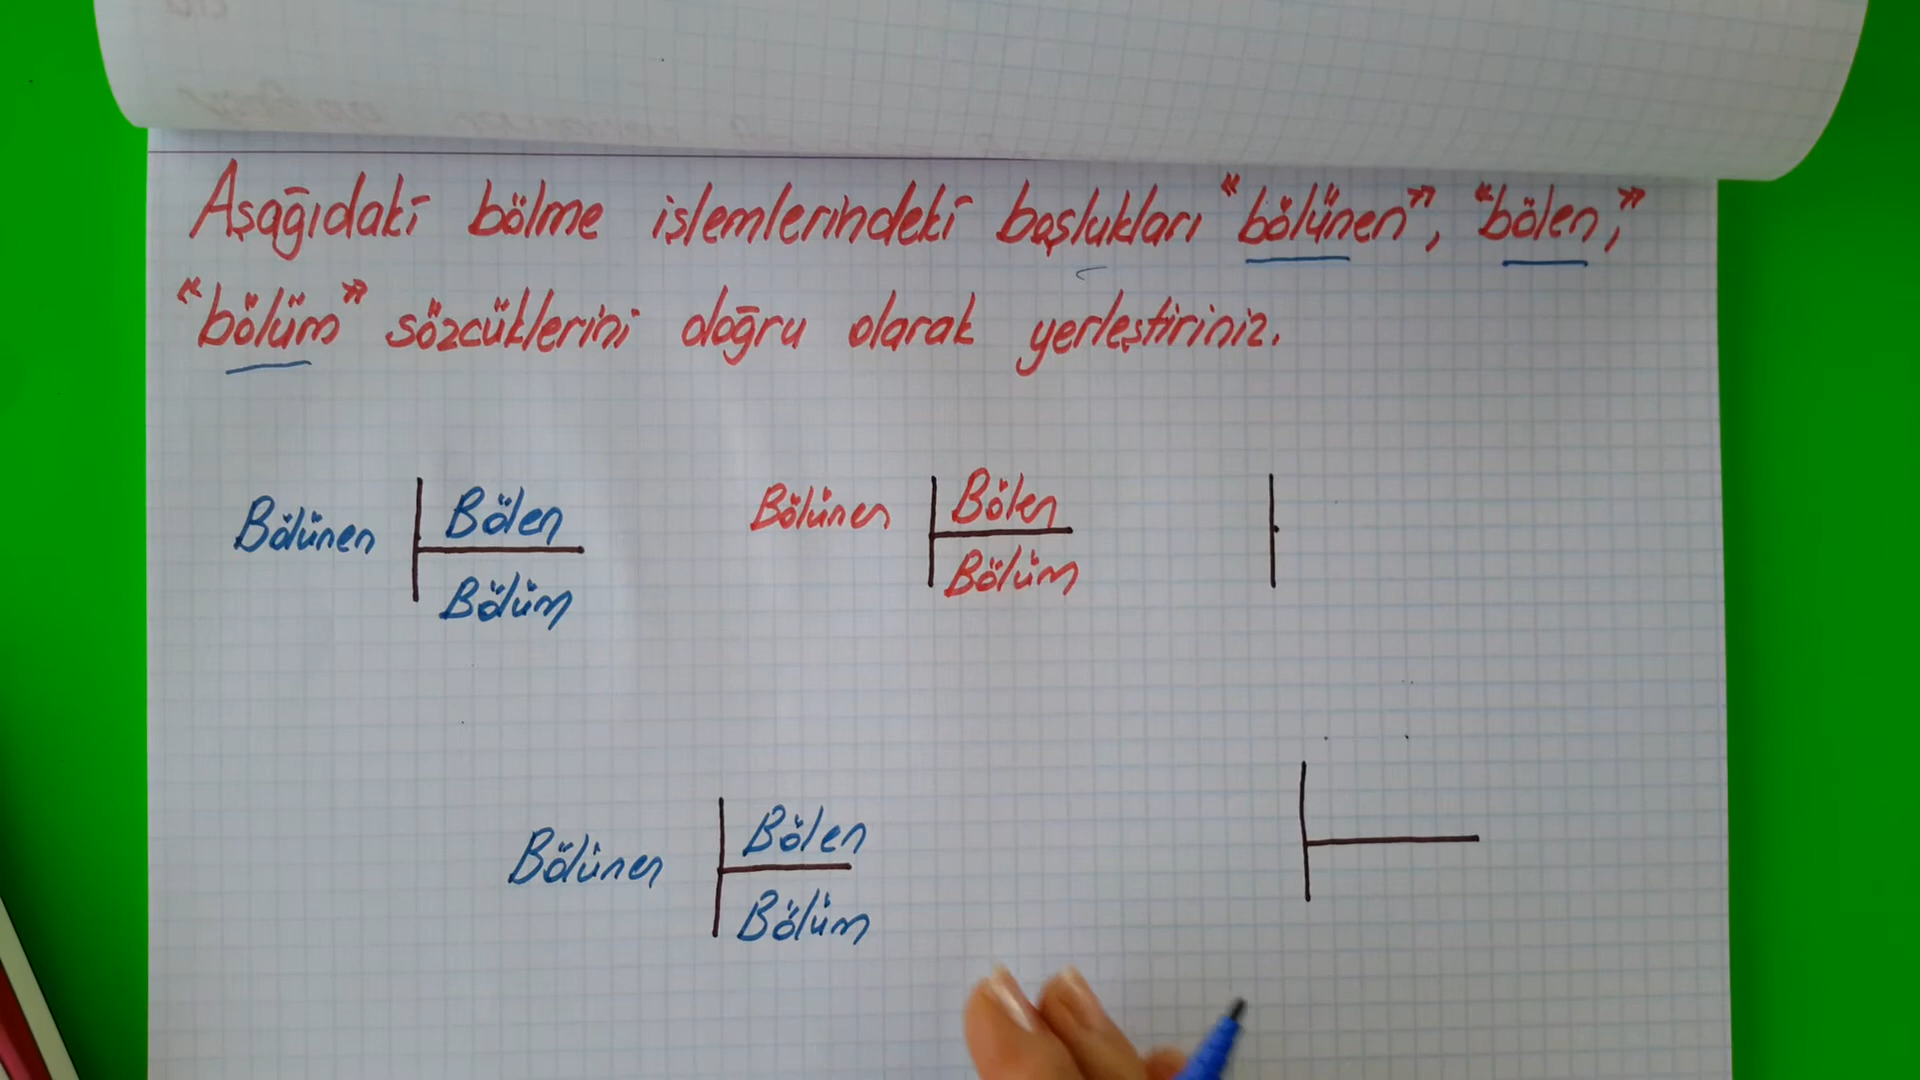 Aşağıdaki bölme işlemlerindeki boşlukları "bölünen", "bölen,"
"bölüm" sözcüklerini doğru olarak yerleştiriniz.
Bölünen Bölen
Bölüm
Bölünen Bölen
Bölüm
Bölünen Bölen
Bölüm